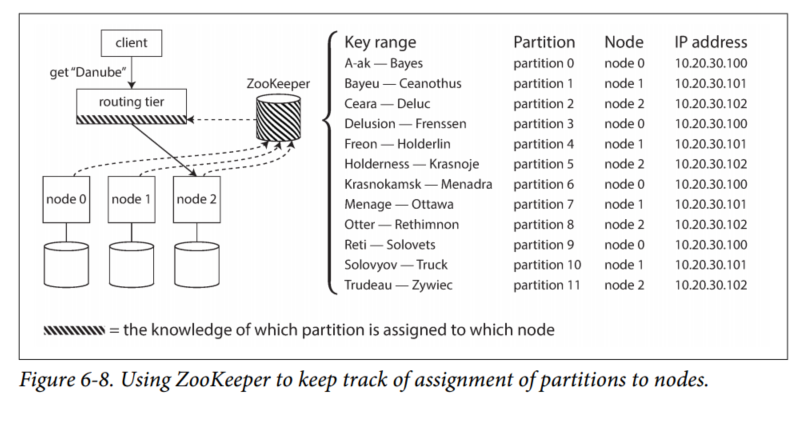 client
get “Danube”
routing tier
ZooKeeper
node 0 node 1 node 2
Key range Partition Node IP address
A-ak — Bayes partition 0 node 0 10.20.30.100
Bayeu — Ceanothus partition 1 node 1 10.20.30.101
Ceara — Deluc partition 2 node 2 10.20.30.102
Delusion — Frenssen partition 3 node 0 10.20.30.100
Freon — Holderlin partition 4 node 1 10.20.30.101
Holderness — Krasnoje partition 5 node 2 10.20.30.102
Krasnokamsk — Menadra partition 6 node 0 10.20.30.100
Menage — Ottawa partition 7 node 1 10.20.30.101
Otter — Rethimnon partition 8 node 2 10.20.30.102
Reti — Solovets partition 9 node 0 10.20.30.100
Solovyov — Truck partition 10 node 1 10.20.30.101
Trudeau — Zywiec partition 11 node 2 10.20.30.102
= the knowledge of which partition is assigned to which node
Figure 6-8. Using ZooKeeper to keep track of assignment of partitions to nodes.